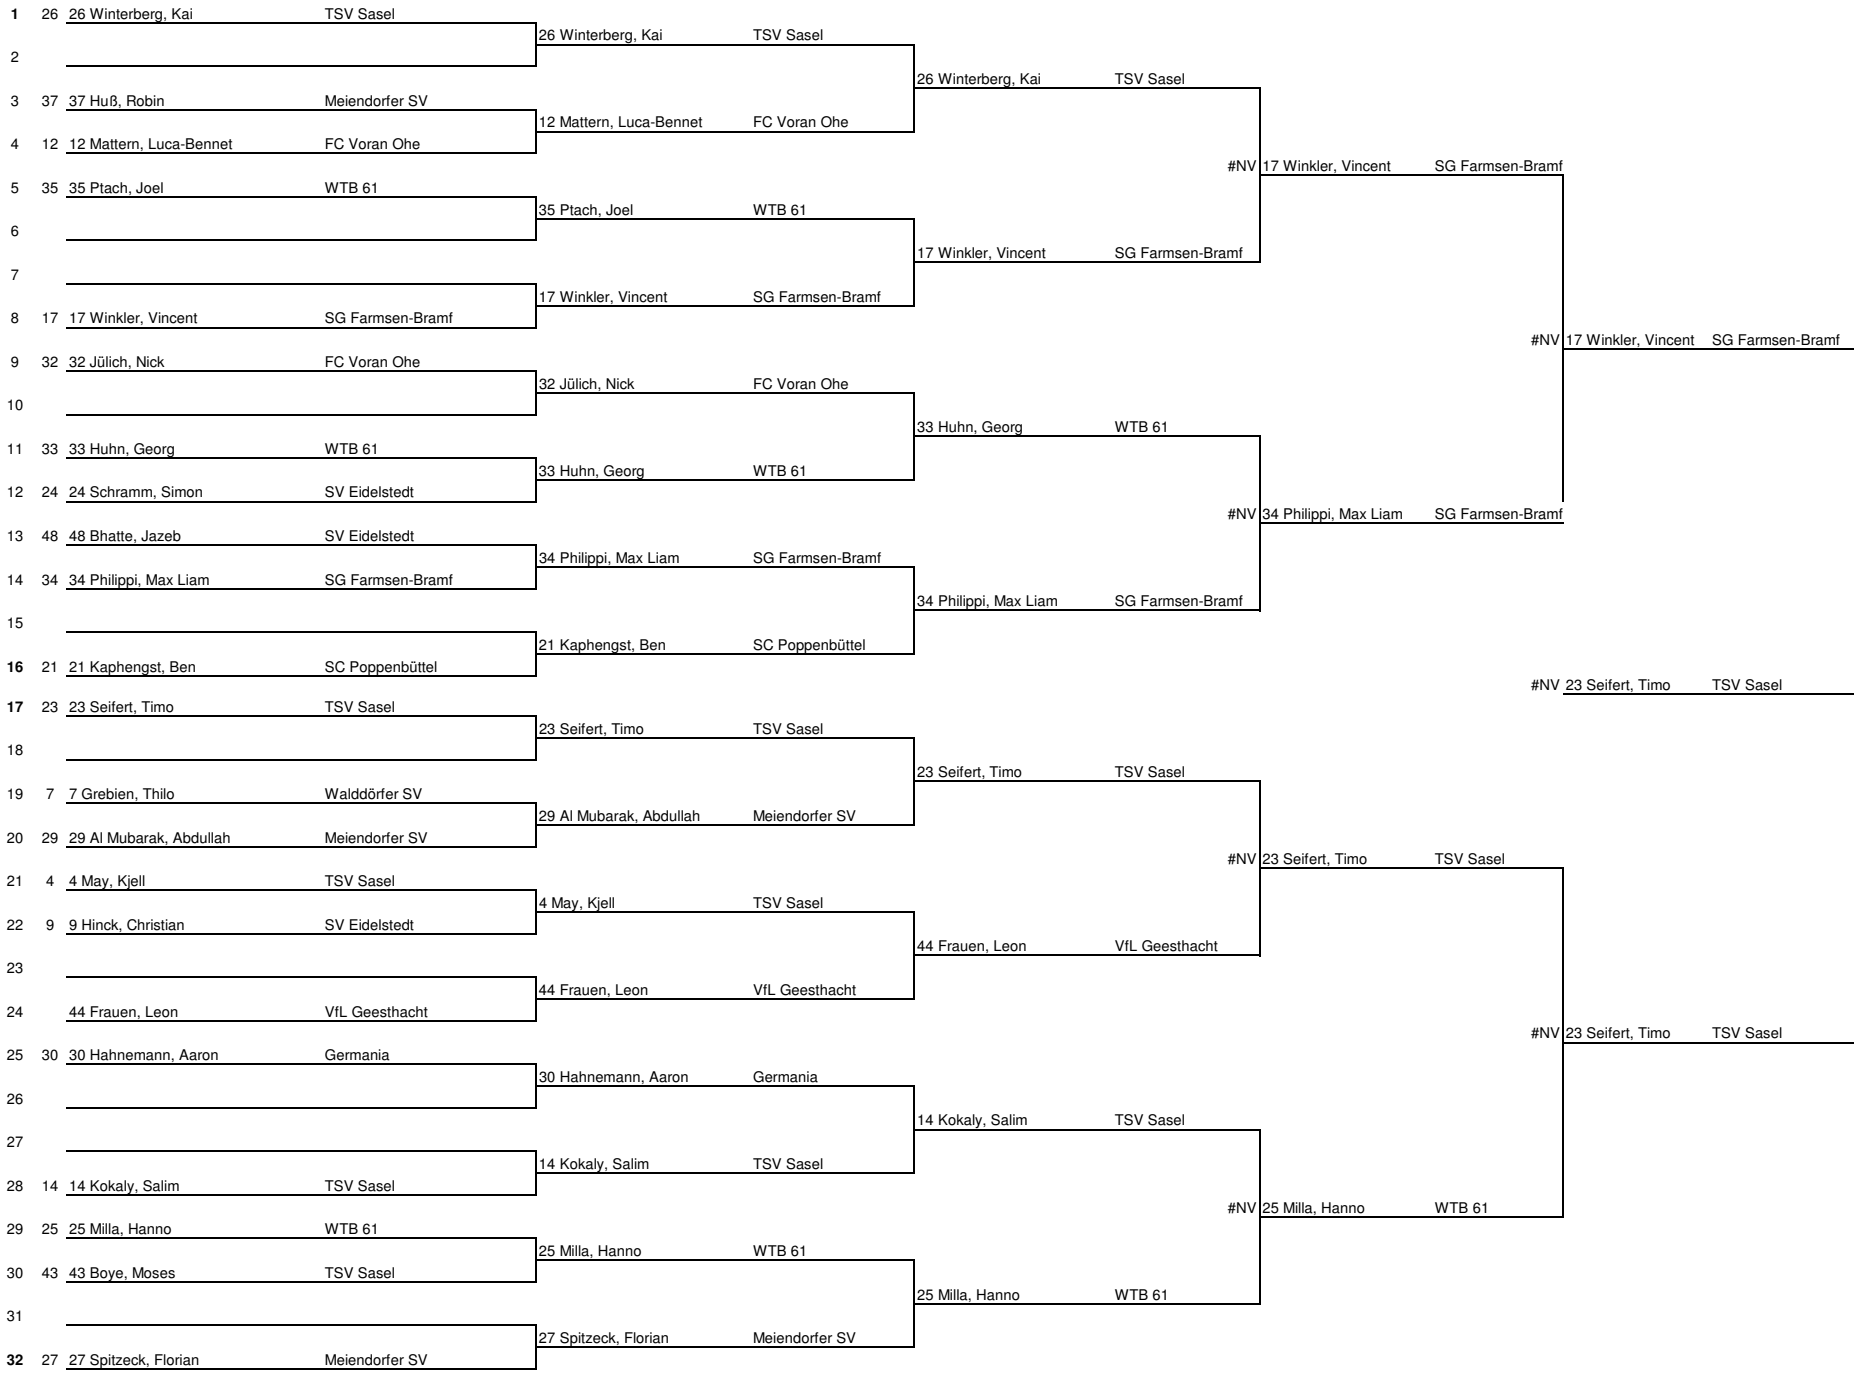 1 26 26 Winterberg, Kai TSV Sasel
26 Winterberg, Kai TSV Sasel
2
26 Winterberg, Kai TSV Sasel
3 37 37 Huß, Robin Meiendorfer SV
12 Mattern, Luca-Bennet FC Voran Ohe
4 12 12 Mattern, Luca-Bennet FC Voran Ohe
#NV 17 Winkler, Vincent SG Farmsen-Bramf
5 35 35 Ptach, Joel WTB 61
35 Ptach, Joel WTB 61
6
17 Winkler, Vincent SG Farmsen-Bramf
7
17 Winkler, Vincent SG Farmsen-Bramf
8 17 17 Winkler, Vincent SG Farmsen-Bramf
#NV 17 Winkler, Vincent SG Farmsen-Bramf
9 32 32 Jülich, Nick FC Voran Ohe
32 Jülich, Nick FC Voran Ohe
10
33 Huhn, Georg WTB 61
11 33 33 Huhn, Georg WTB 61
33 Huhn, Georg WTB 61
12 24 24 Schramm, Simon SV Eidelstedt
#NV 34 Philippi, Max Liam SG Farmsen-Bramf
13 48 48 Bhatte, Jazeb SV Eidelstedt
34 Philippi, Max Liam SG Farmsen-Bramf
14 34 34 Philippi, Max Liam SG Farmsen-Bramf
34 Philippi, Max Liam SG Farmsen-Bramf
15
21 Kaphengst, Ben SC Poppenbüttel
16 21 21 Kaphengst, Ben SC Poppenbüttel
#NV 23 Seifert, Timo TSV Sasel
17 23 23 Seifert, Timo TSV Sasel
23 Seifert, Timo TSV Sasel
18
23 Seifert, Timo TSV Sasel
19 7 7 Grebien, Thilo Walddörfer SV
29 Al Mubarak, Abdullah Meiendorfer SV
20 29 29 Al Mubarak, Abdullah Meiendorfer SV
#NV 23 Seifert, Timo TSV Sasel
21 4 4 May, Kjell TSV Sasel
4 May, Kjell TSV Sasel
22 9 9 Hinck, Christian SV Eidelstedt
44 Frauen, Leon VfL Geesthacht
23
44 Frauen, Leon VfL Geesthacht
24 44 Frauen, Leon VfL Geesthacht
#NV 23 Seifert, Timo TSV Sasel
25 30 30 Hahnemann, Aaron Germania
30 Hahnemann, Aaron Germania
26
14 Kokaly, Salim TSV Sasel
27
14 Kokaly, Salim TSV Sasel
28 14 14 Kokaly, Salim TSV Sasel
#NV 25 Milla, Hanno WTB 61
29 25 25 Milla, Hanno WTB 61
25 Milla, Hanno WTB 61
30 43 43 Boye, Moses TSV Sasel
25 Milla, Hanno WTB 61
31
27 Spitzeck, Florian Meiendorfer SV
32 27 27 Spitzeck, Florian Meiendorfer SV